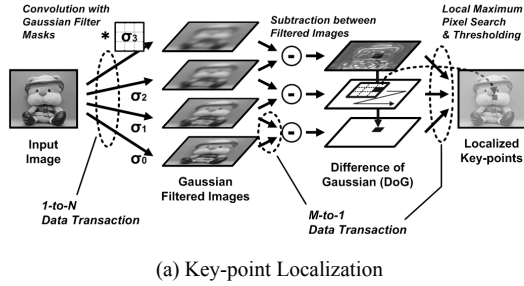 Convolution with
Gaussian Filter
Masks
* σ3
σ2
σ1
σ0
Input
Image
1-to-N
Data Transaction
Gaussian
Filtered Images
Subtraction between
Filtered Images
-
-
-
Difference of
Gaussian (DoG)
M-to-1
Data Transaction
Local Maximum
Pixel Search
& Thresholding
Localized
Key-points
(a) Key-point Localization